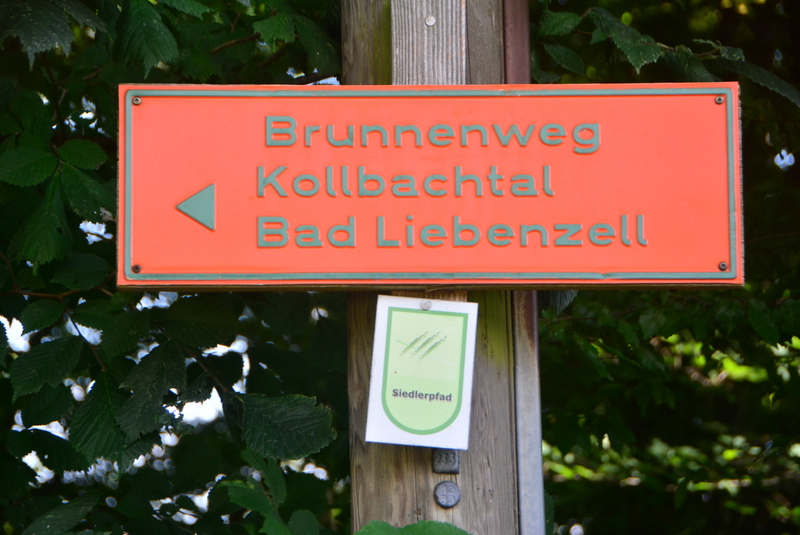 Brunnenweg
Kollbachtal
Bad Liebenzell
Siedlerpfad